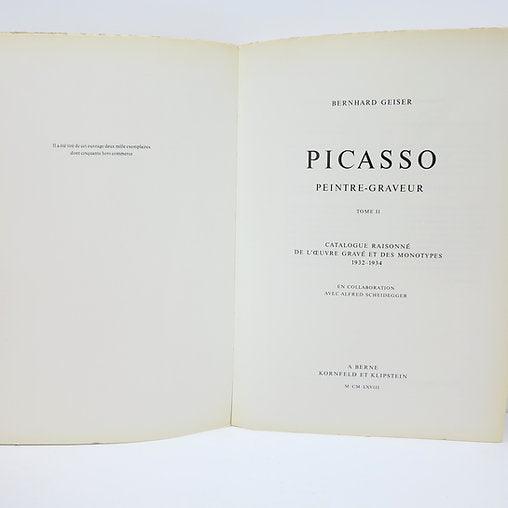 Il a été tiré de cet ouvrage deux mille exemplaires
dont cinquante hors commerce
BERNHARD GEISER
PICASSO
PEINTRE-GRAVEUR
TOME II
CATALOGUE RAISONNÉ
DE L'ŒUVRE GRAVÉ ET DES MONOTYPES
1932-1934
EN COLLABORATION
AVEC ALFRED SCHEIDEGGER
A BERNE
KORNFELD ET KLIPSTEIN
M·CM·LXVIII